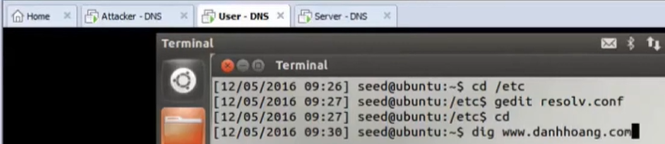 Home Attacker - DNS User - DNS Server - DNS
Terminal
Terminal
[12/05/2016 09:26] seed@ubuntu:~$ cd /etc
[12/05/2016 09:27] seed@ubuntu:/etc$ gedit resolv.conf
[12/05/2016 09:27] seed@ubuntu:/etc$ cd
[12/05/2016 09:30] seed@ubuntu:~$ dig www.danhhoang.com